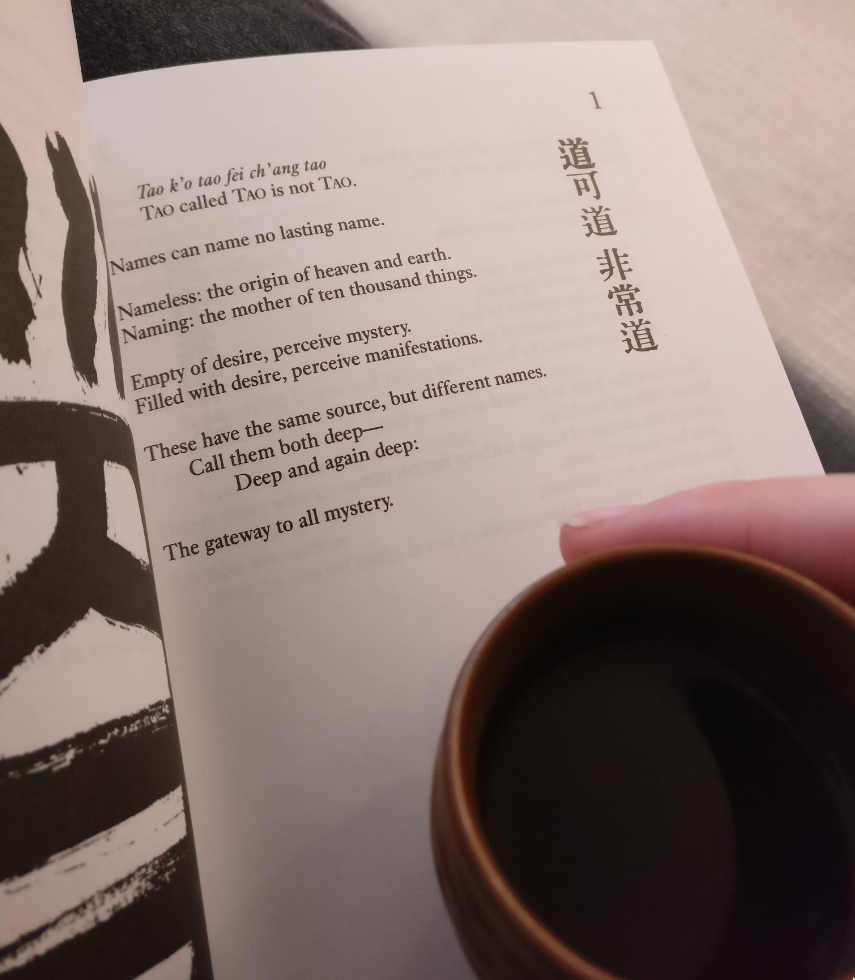 1
Tao k’o tao fei ch’ang tao
TAO called TAO is not TAO.
Names can name no lasting name.
Nameless: the origin of heaven and earth.
Naming: the mother of ten thousand things.
Empty of desire, perceive mystery.
Filled with desire, perceive manifestations.
These have the same source, but different names.
Call them both deep—
Deep and again deep:
The gateway to all mystery.
道可道非常道